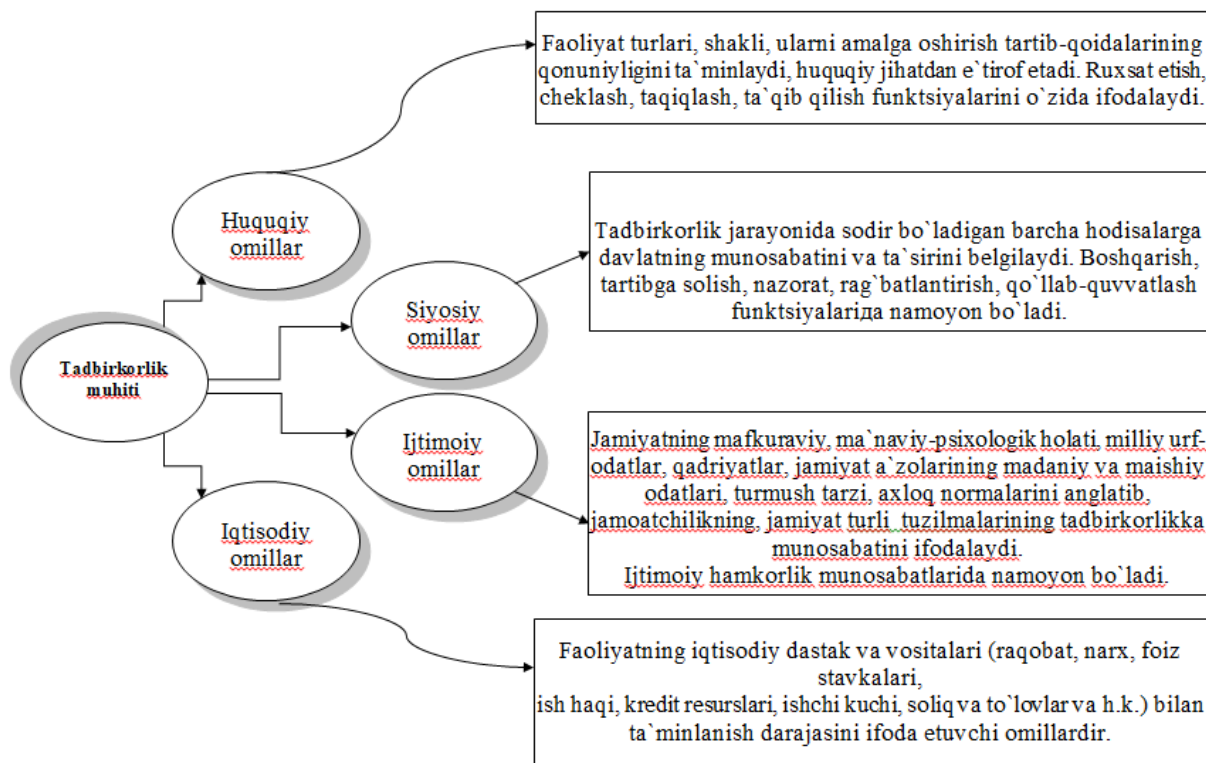 Faoliyat turlari, shakli, ularni amalga oshirish tartib-qoidalarining
qonuniyligini ta`minlaydi, huquqiy jihatdan e`tirof etadi. Ruxsat etish,
cheklash, taqiqlash, ta`qib qilish funktsiyalarini o`zida ifodalaydi.
Huquqiy
omillar
Tadbirkorlik jarayonida sodir bo`ladigan barcha hodisalarga
davlatning munosabatini va ta`sirini belgilaydi. Boshqarish,
tartibga solish, nazorat, rag`batlantirish, qo`llab-quvvatlash
funktsiyalariда namoyon bo`ladi.
Siyosiy
omillar
Tadbirkorlik
muhiti
Ijtimoiy
omillar
Jamiyatning mafkuraviy, ma`naviy-psixologik holati, milliy urf-
odatlar, qadriyatlar, jamiyat a`zolarining madaniy va maishiy
odatlari, turmush tarzi, axloq normalarini anglatib,
jamoatchilikning, jamiyat turli tuzilmalarining tadbirkorlikka
munosabatini ifodalaydi.
Ijtimoiy hamkorlik munosabatlarida namoyon bo`ladi.
Iqtisodiy
omillar
Faoliyatning iqtisodiy dastak va vositalari (raqobat, narx, foiz
stavkalari,
ish haqi, kredit resurslari, ishchi kuchi, soliq va to`lovlar va h.k.) bilan
ta`minlanish darajasini ifoda etuvchi omillardir.